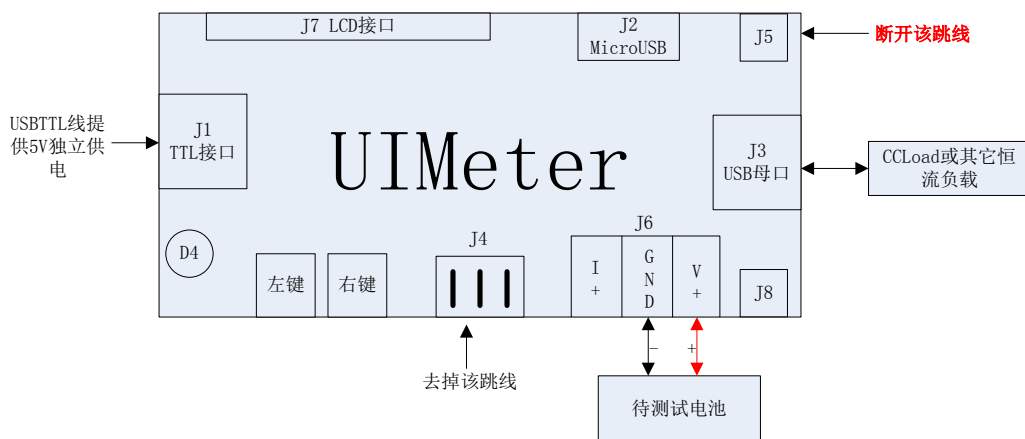 J7 LCD接口
J2
MicroUSB
J5
断开该跳线
USBTTL线提
供5V独立供
电
J1
TTL接口
UIMeter
J3
USB母口
CCLoad或其它恒
流负载
D4
左键
右键
J4
J6
I
+
G
N
D
V
+
J8
去掉该跳线
-
+
待测试电池